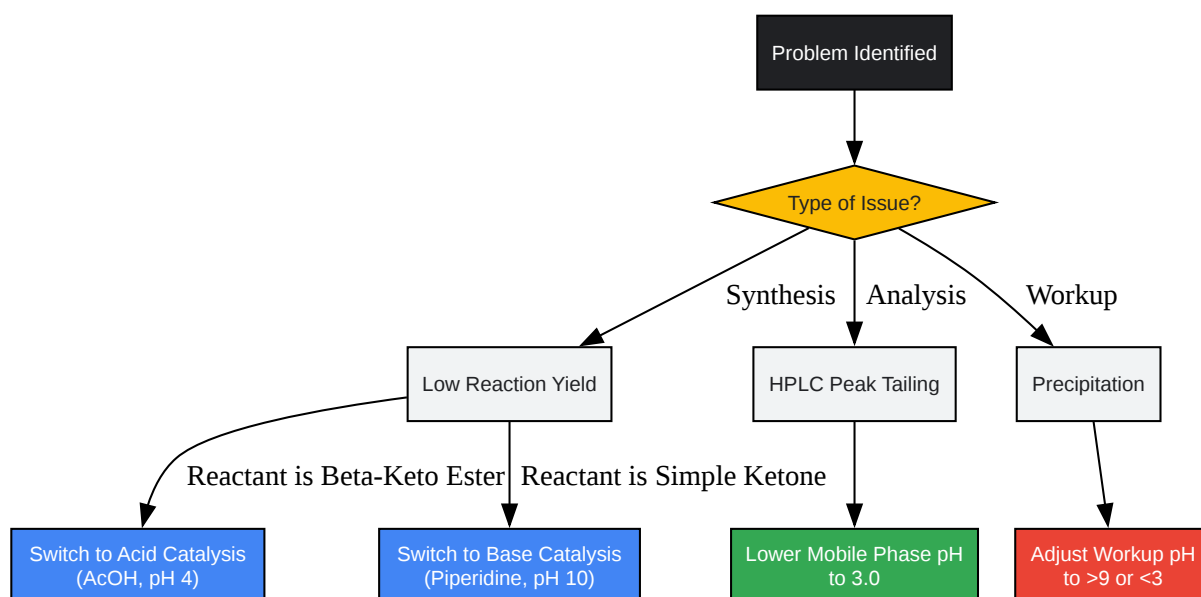 Problem Identified
Type of Issue?
Synthesis
Analysis
Workup
Low Reaction Yield
HPLC Peak Tailing
Precipitation
Reactant is Beta-Keto Ester
Reactant is Simple Ketone
Switch to Acid Catalysis
(AcOH, pH 4)
Switch to Base Catalysis
(Piperidine, pH 10)
Lower Mobile Phase pH
to 3.0
Adjust Workup pH
to >9 or <3